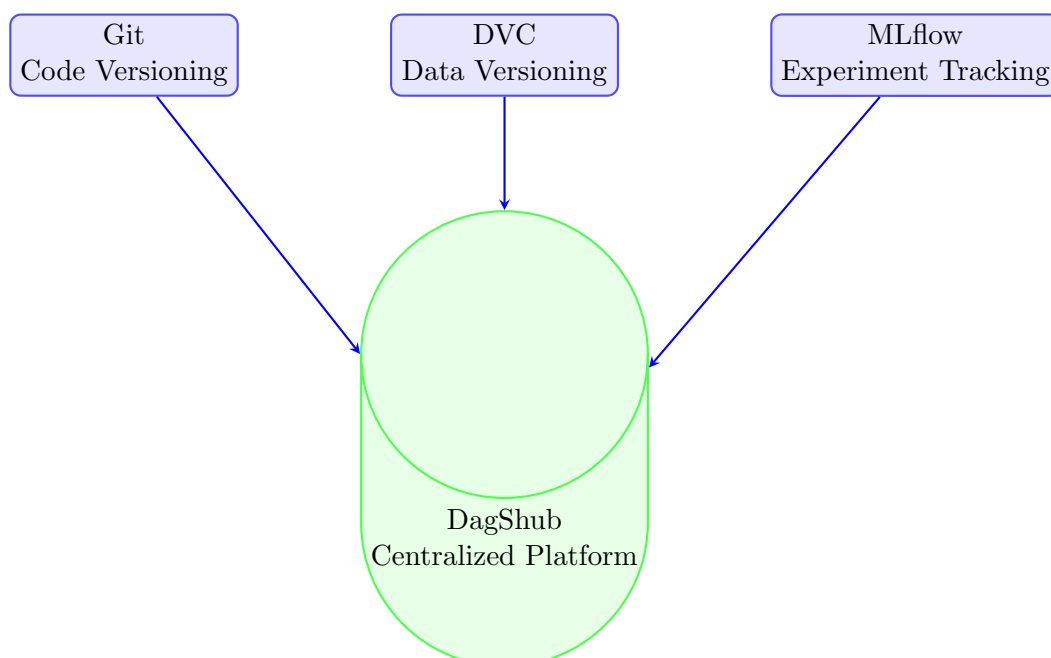 Git
Code Versioning
DVC
Data Versioning
MLflow
Experiment Tracking
DagShub
Centralized Platform